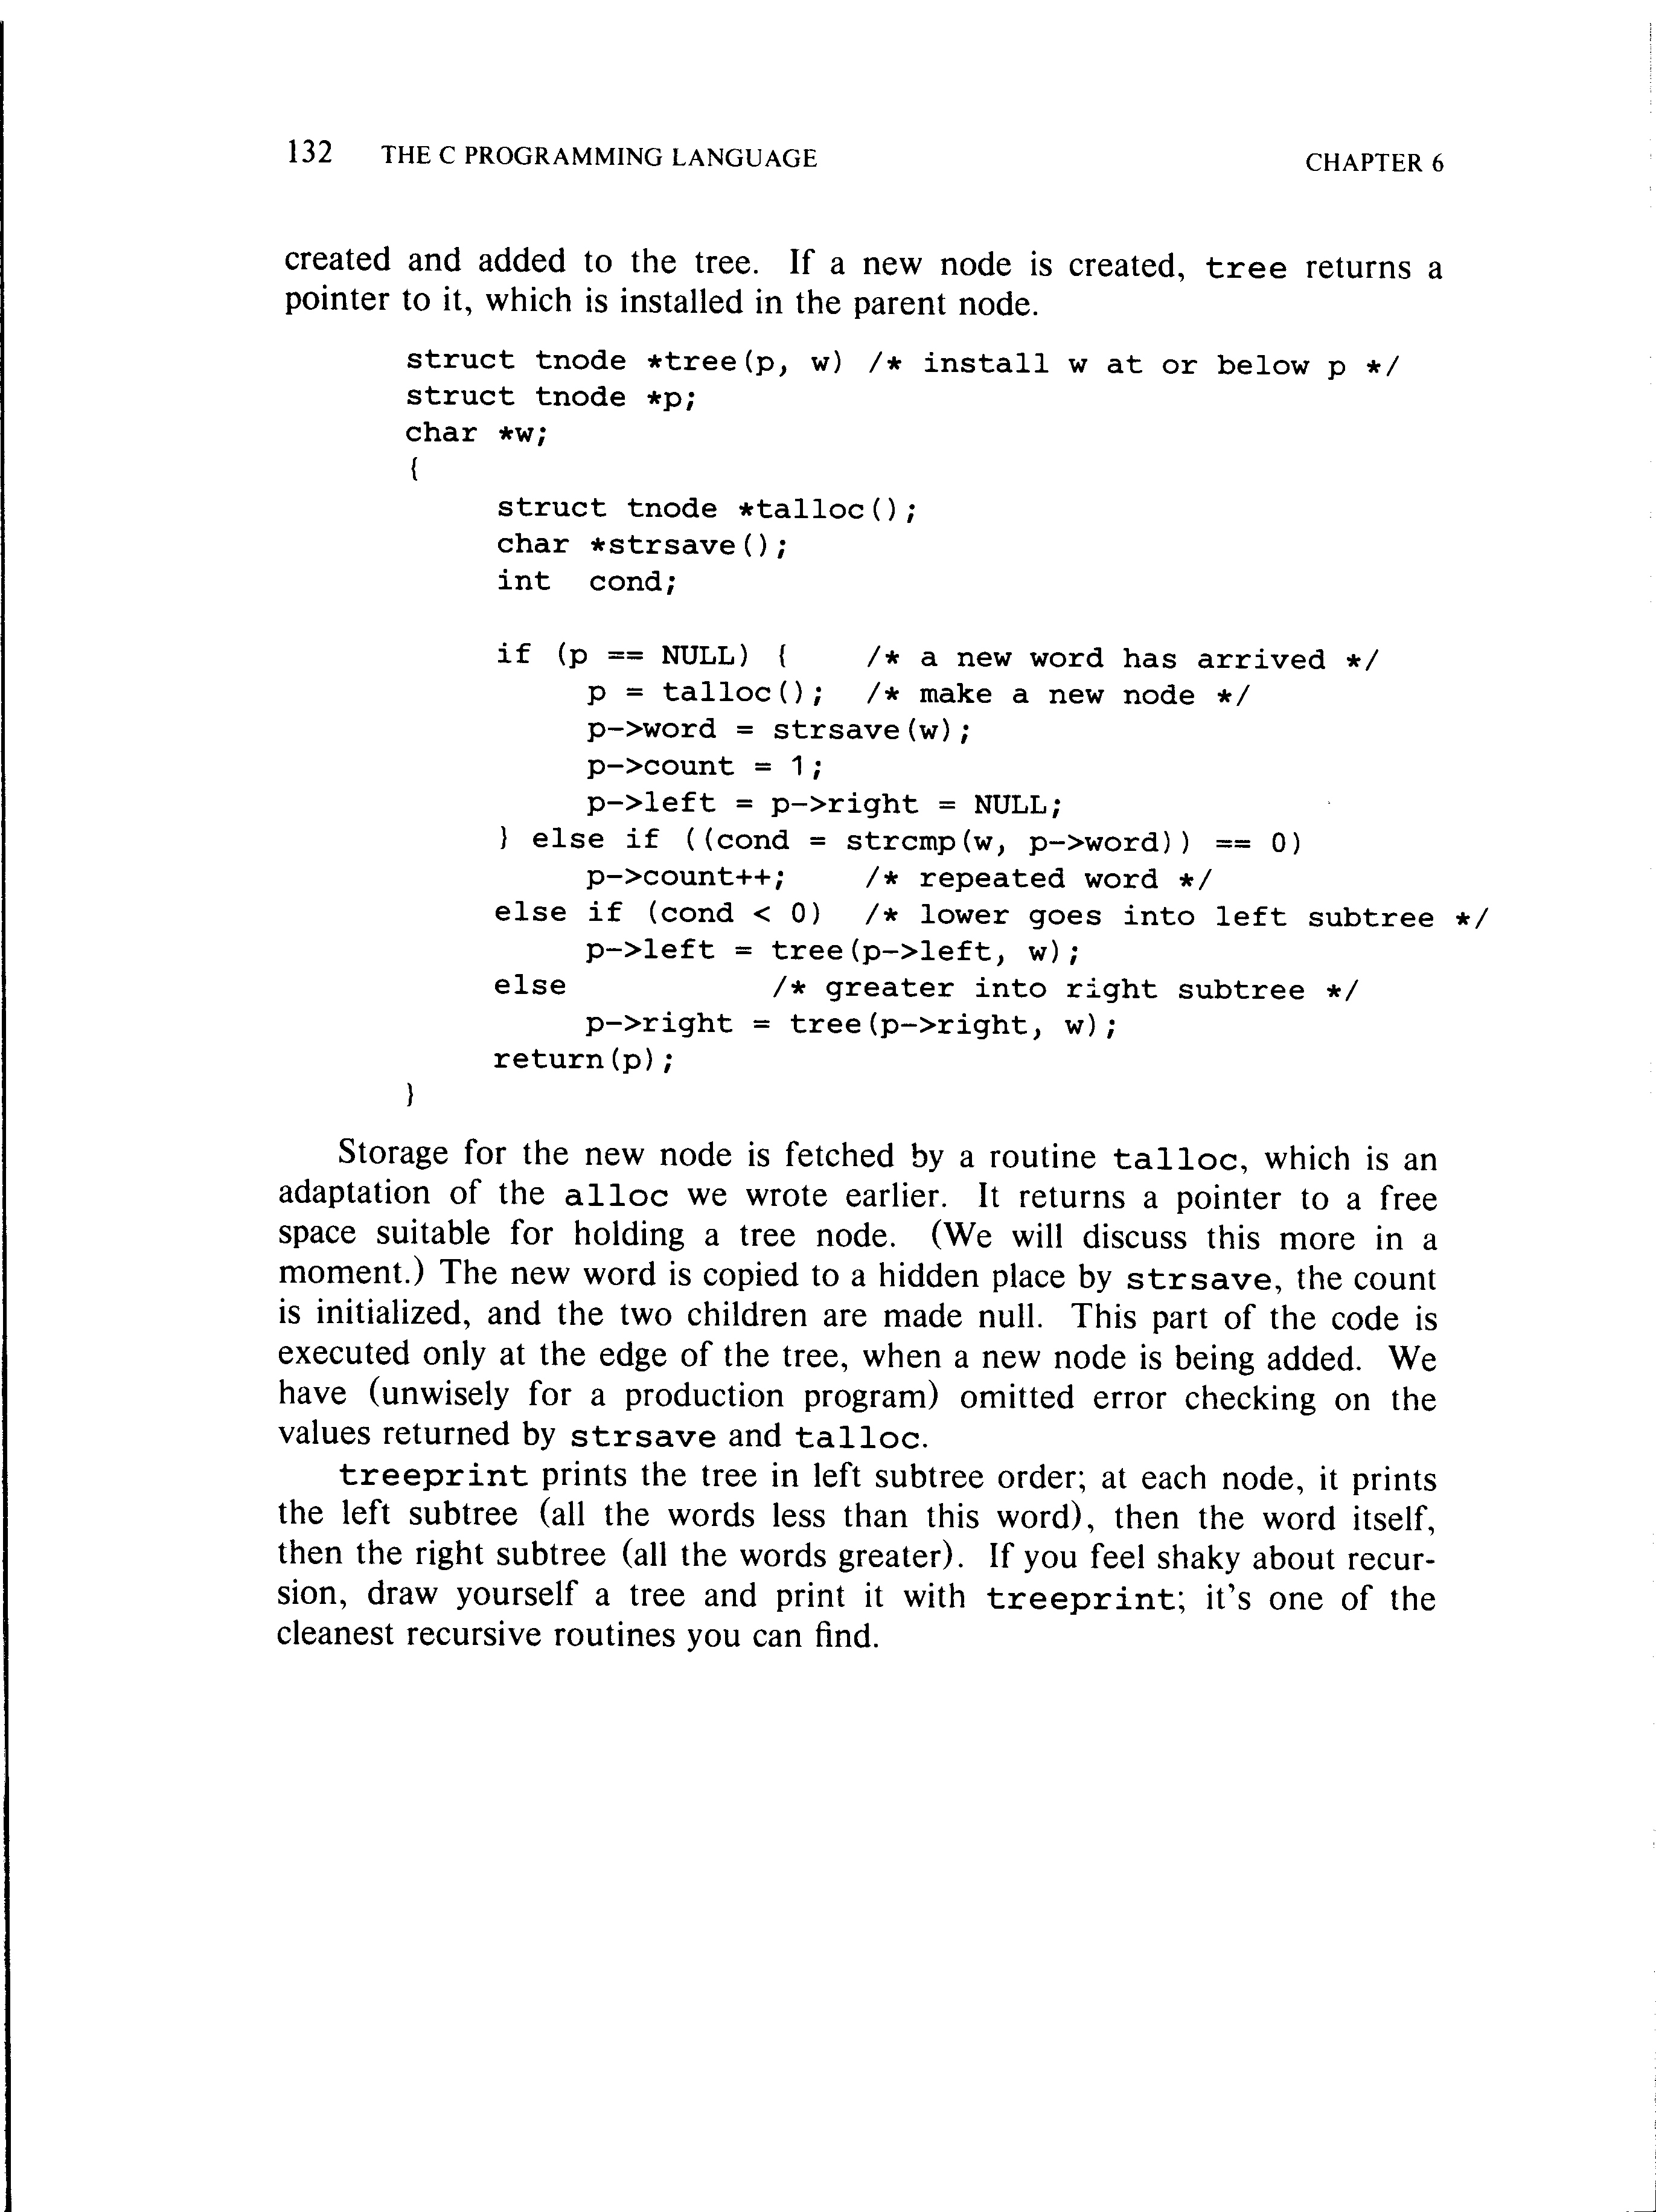 132 THE C PROGRAMMING LANGUAGE CHAPTER 6
created and added to the tree. If a new node is created, tree returns a
pointer to it, which is installed in the parent node.
struct tnode *tree(p, w) /* install w at or below p */
struct tnode *p;
char *w;
{
struct tnode *talloc();
char *strsave();
int cond;
if (p == NULL) { /* a new word has arrived */
p = talloc(); /* make a new node */
p->word = strsave(w);
p->count = 1;
p->left = p->right = NULL;
} else if ((cond = strcmp(w, p->word)) == 0)
p->count++; /* repeated word */
else if (cond < 0) /* lower goes into left subtree */
p->left = tree(p->left, w);
else /* greater into right subtree */
p->right = tree(p->right, w);
return(p);
}
Storage for the new node is fetched by a routine talloc, which is an
adaptation of the alloc we wrote earlier. It returns a pointer to a free
space suitable for holding a tree node. (We will discuss this more in a
moment.) The new word is copied to a hidden place by strsave, the count
is initialized, and the two children are made null. This part of the code is
executed only at the edge of the tree, when a new node is being added. We
have (unwisely for a production program) omitted error checking on the
values returned by strsave and talloc.
treeprint prints the tree in left subtree order; at each node, it prints
the left subtree (all the words less than this word), then the word itself,
then the right subtree (all the words greater). If you feel shaky about recur-
sion, draw yourself a tree and print it with treeprint; it's one of the
cleanest recursive routines you can find.